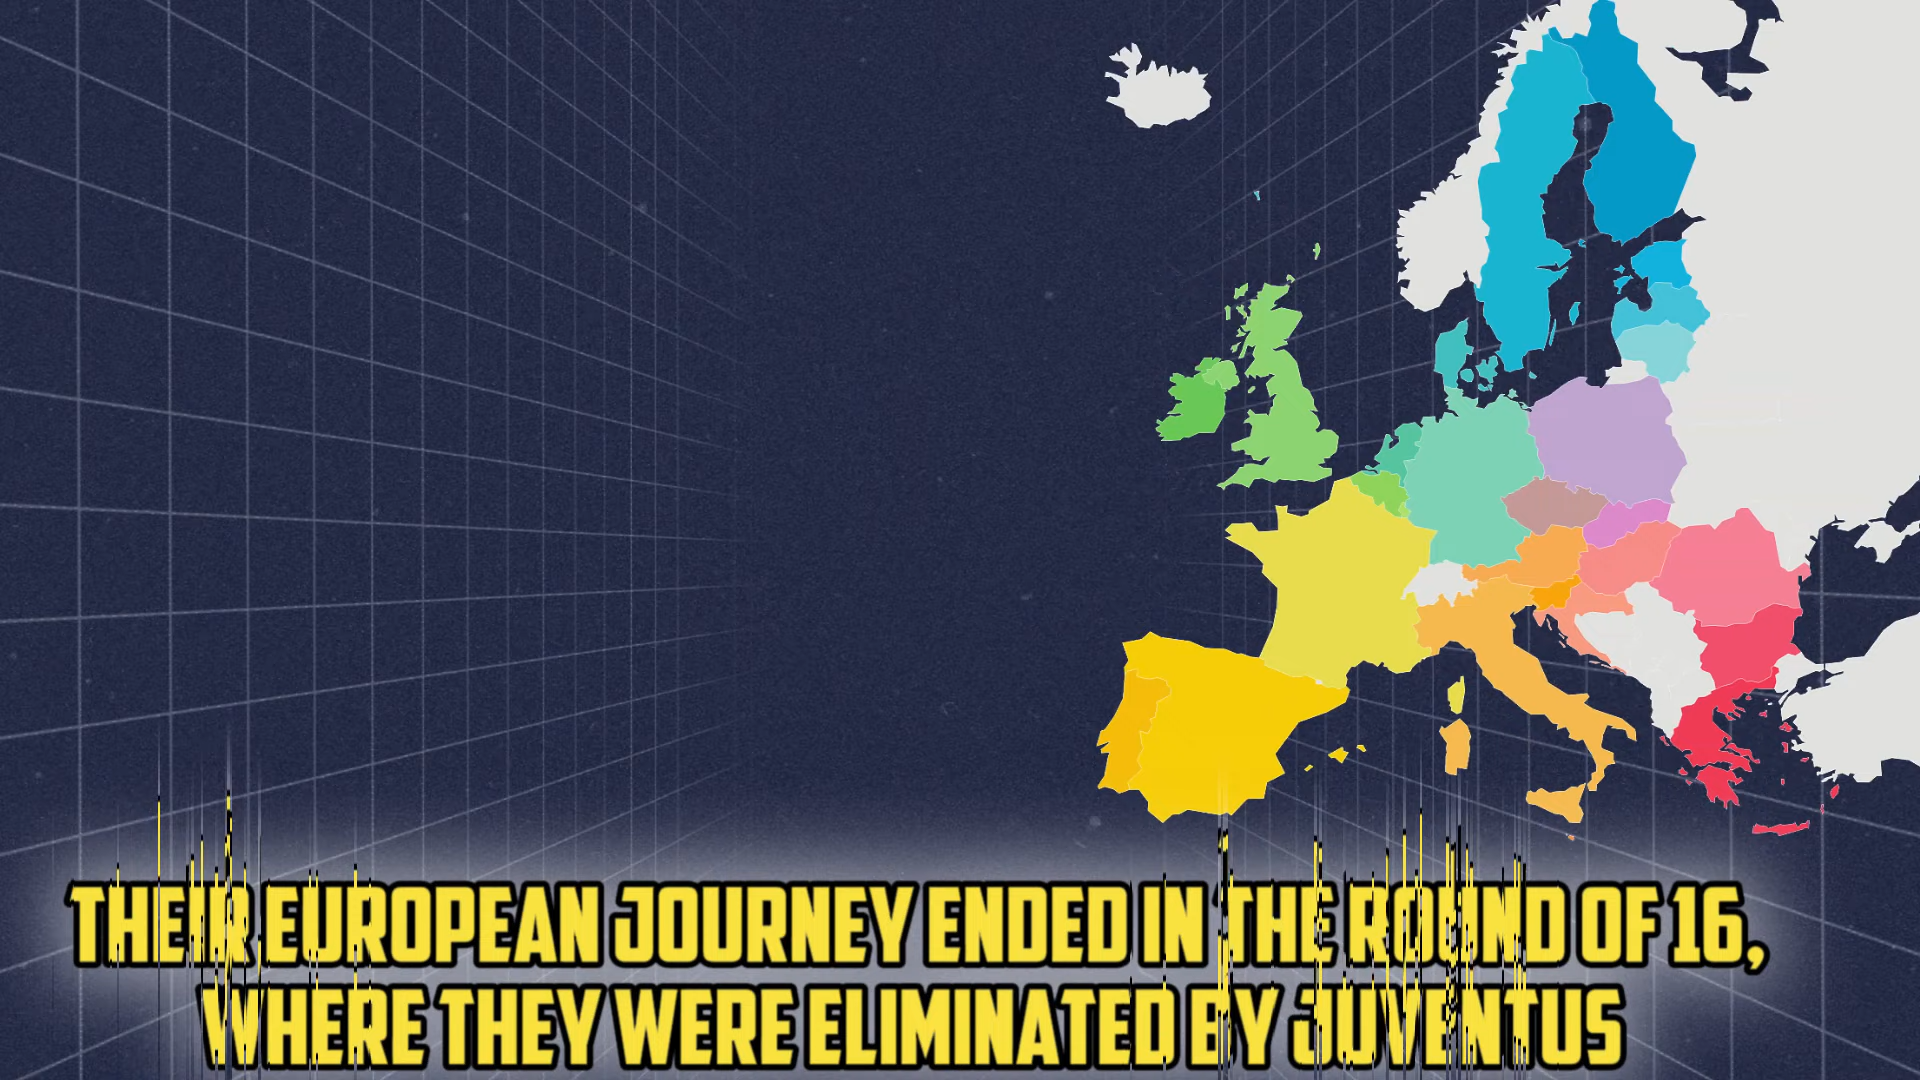 THEIR EUROPEAN JOURNEY ENDED IN THE ROUND OF 16,
WHERE THEY WERE ELIMINATED BY JUVENTUS